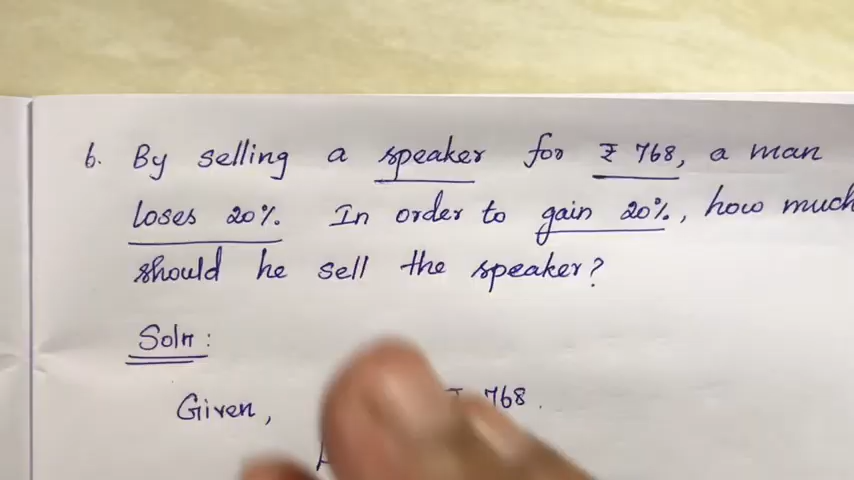 6. By selling a speaker for ₹ 768, a man
loses 20%. In order to gain 20%, how much
should he sell the speaker?
Soln:
Given, 768.